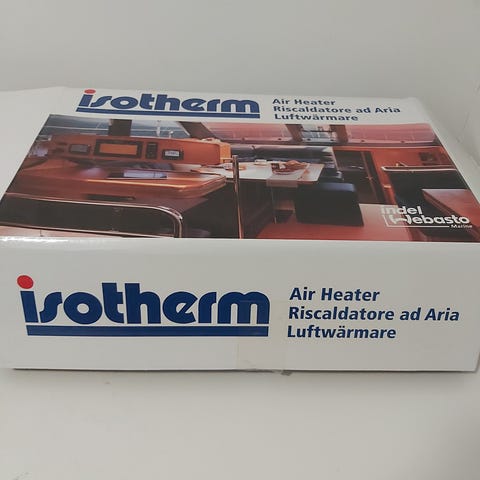 isotherm
Air Heater
Riscaldatore ad Aria
Luftwärmare
Indel
Webasto
Marine
isotherm
Air Heater
Riscaldatore ad Aria
Luftwärmare